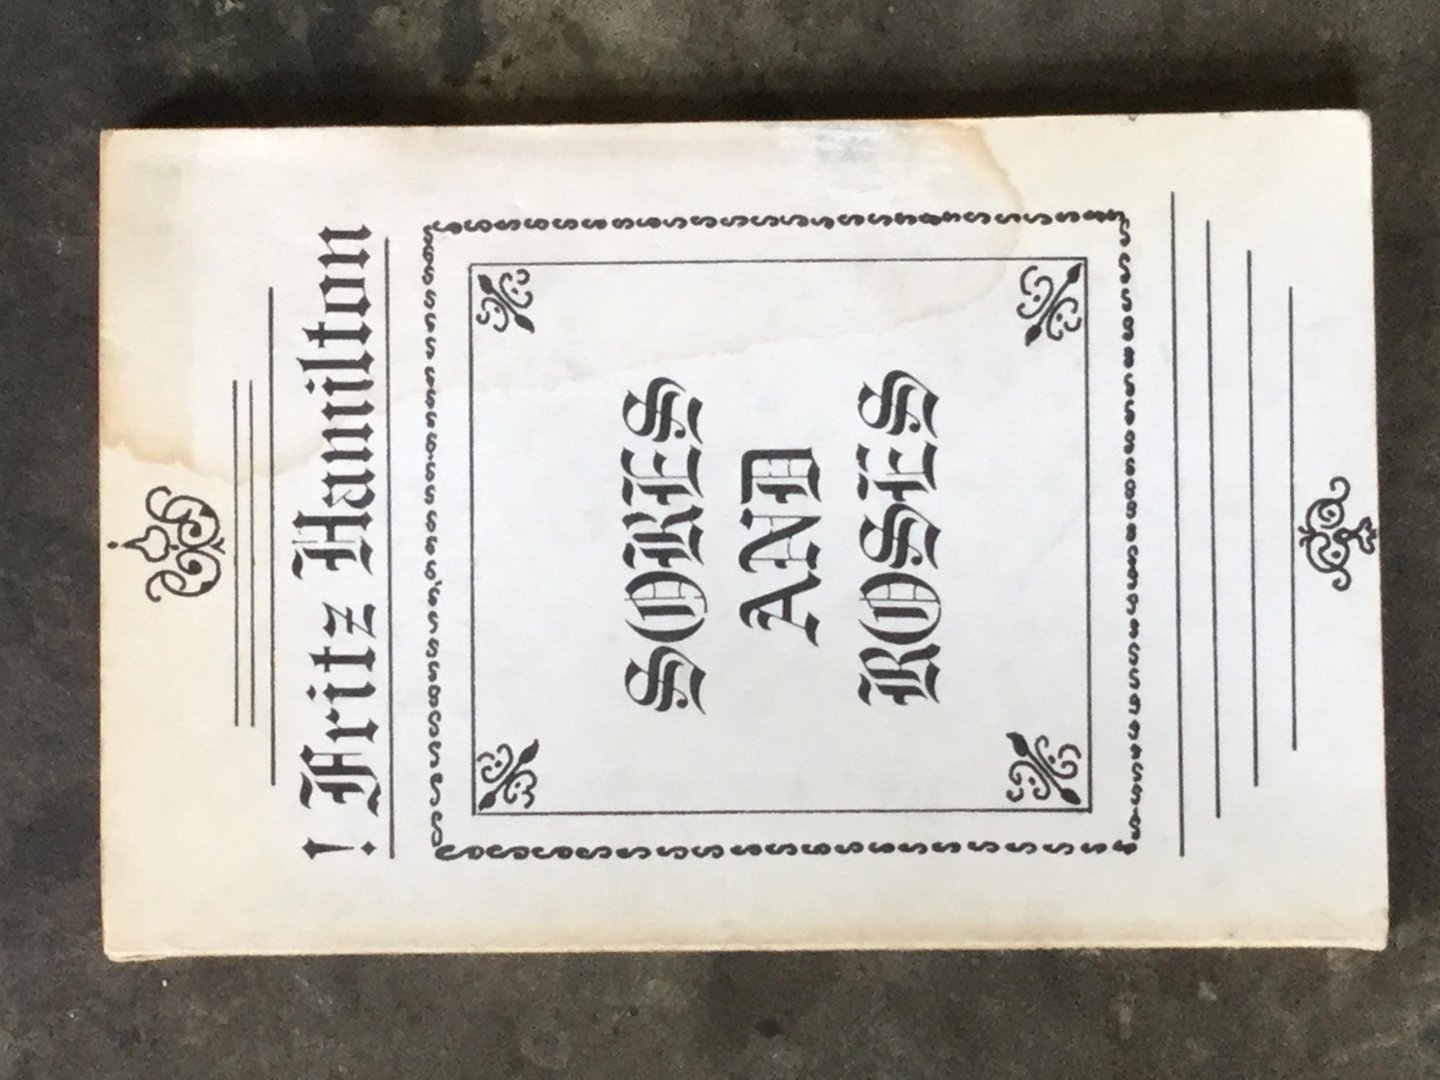 ! Fritz Hamilton
SORES
AND
ROSES